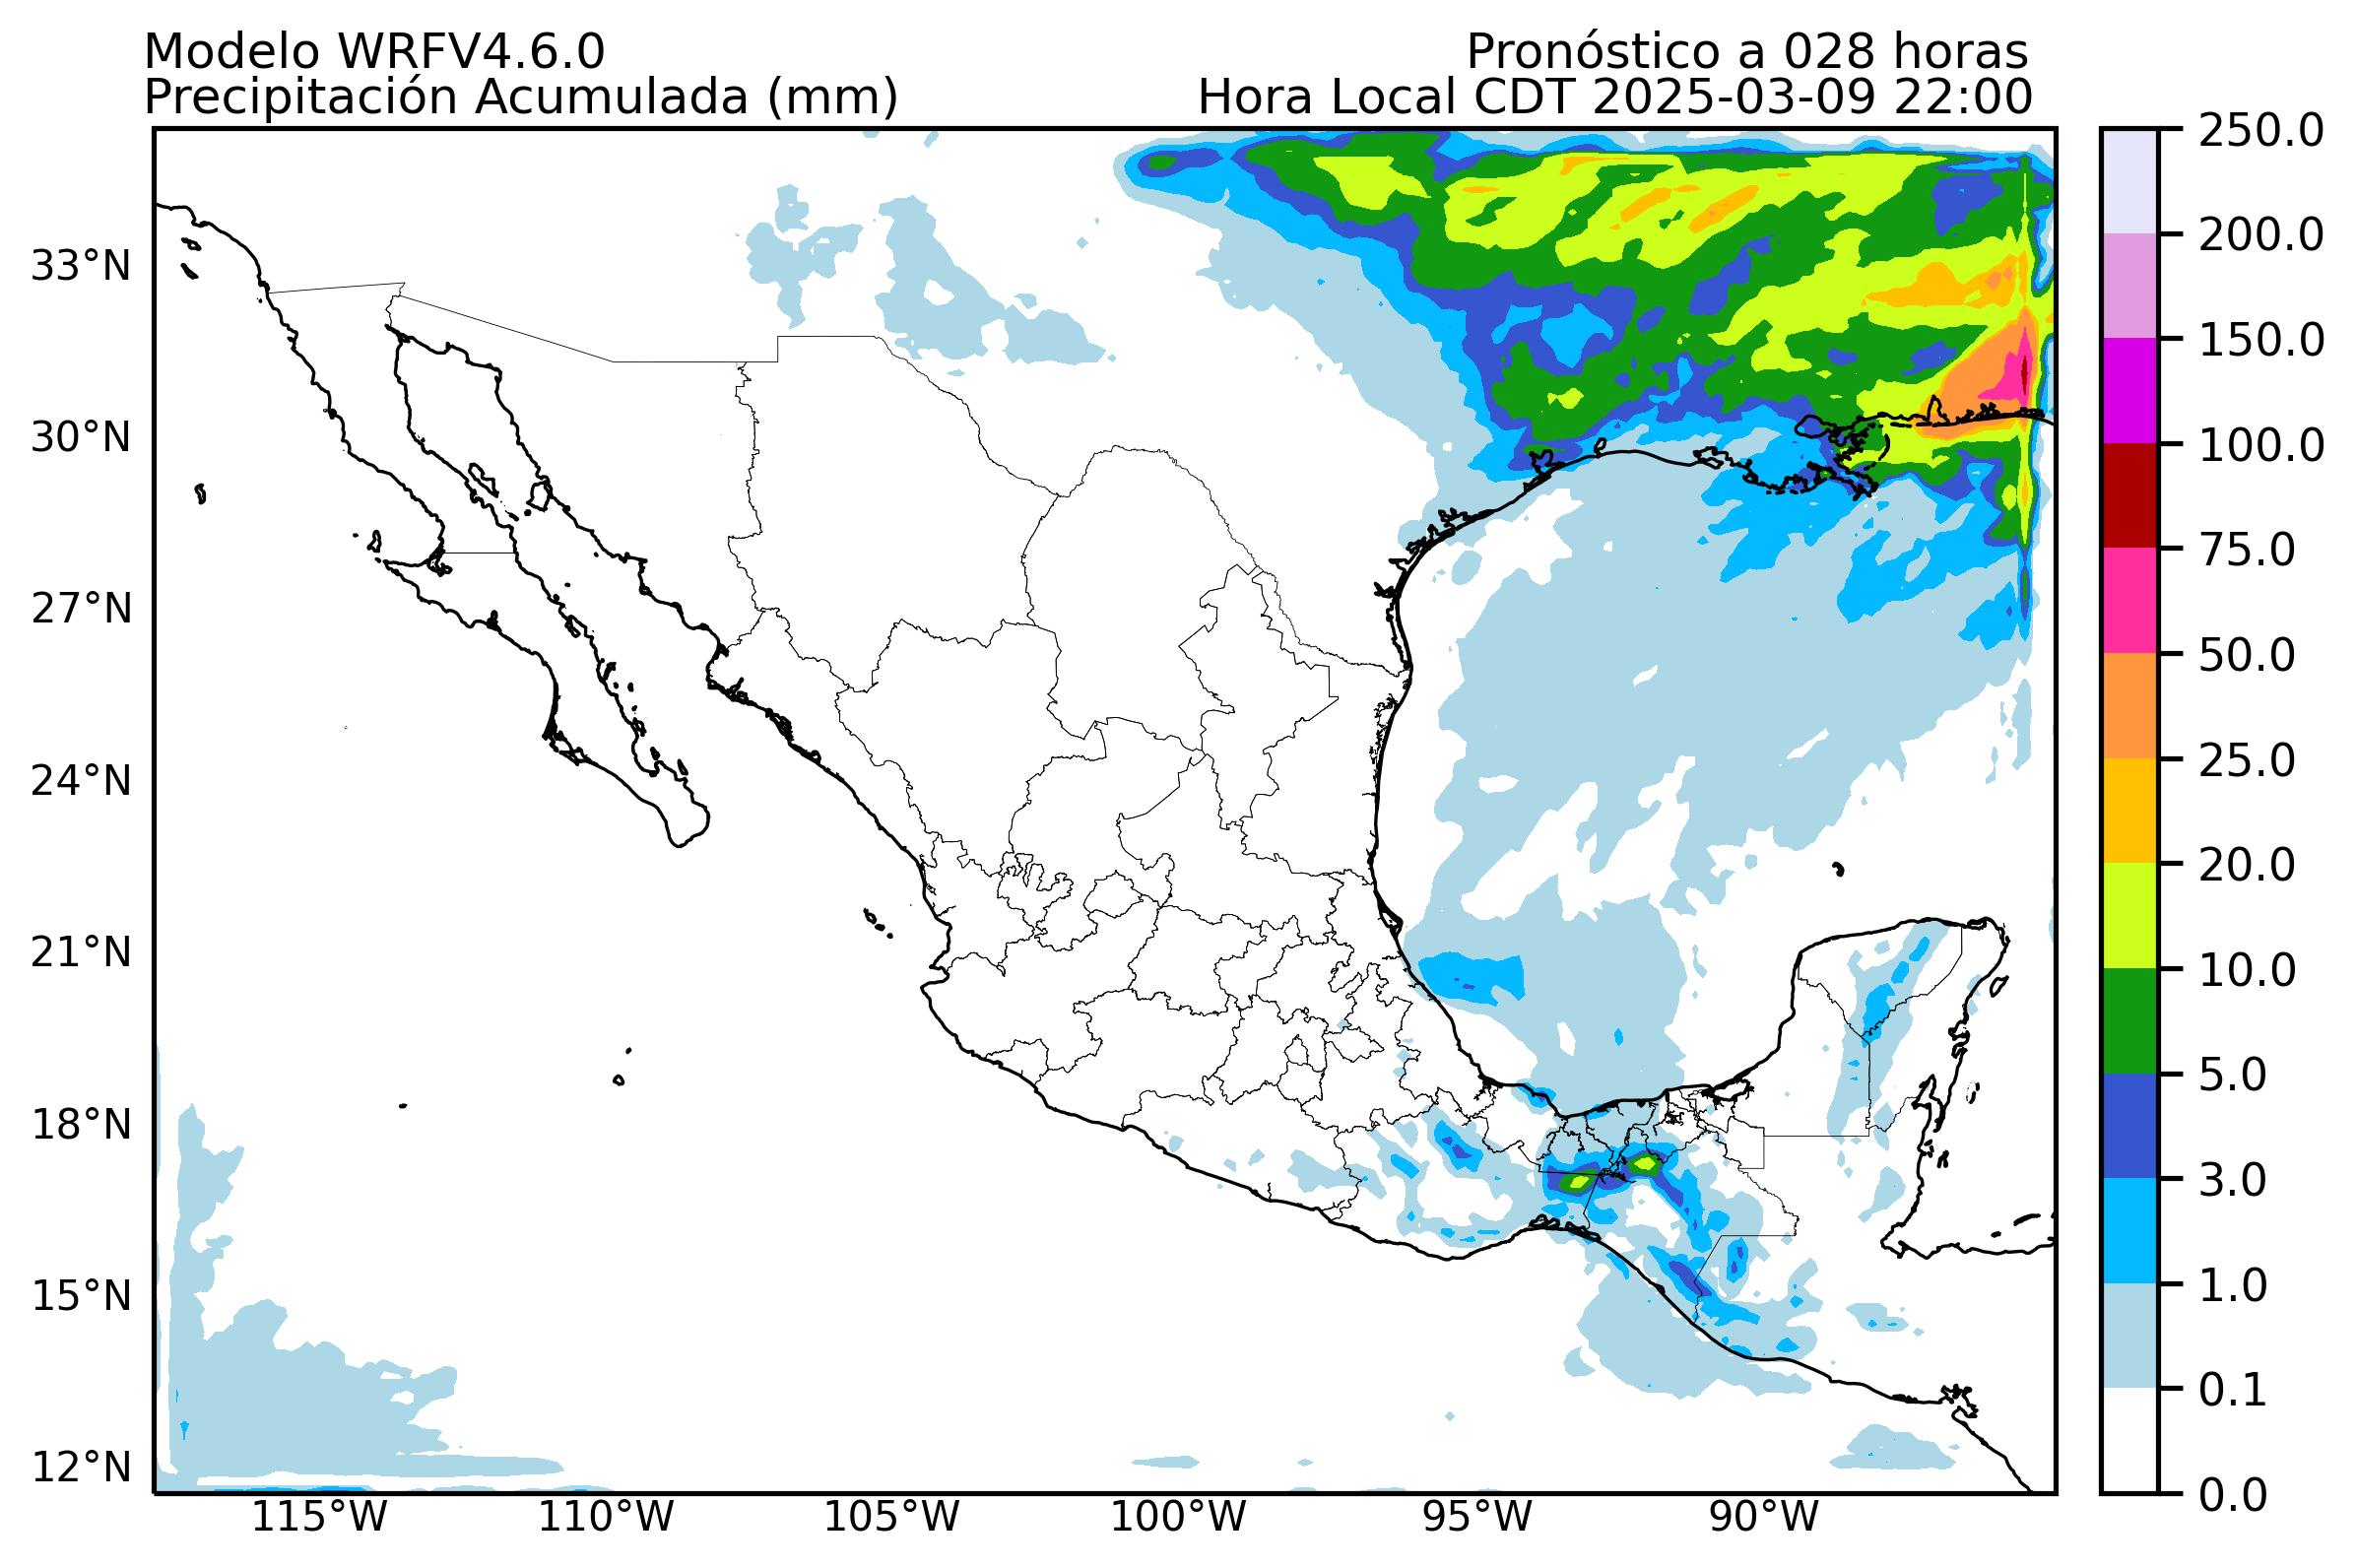 Modelo WRFV4.6.0
Pronóstico a 028 horas
Precipitación Acumulada (mm)
Hora Local CDT 2025-03-09 22:00
250.0
200.0
150.0
100.0
75.0
50.0
25.0
20.0
10.0
5.0
3.0
1.0
0.1
0.0
33°N
30°N
27°N
24°N
21°N
18°N
15°N
12°N
115°W
110°W
105°W
100°W
95°W
90°W